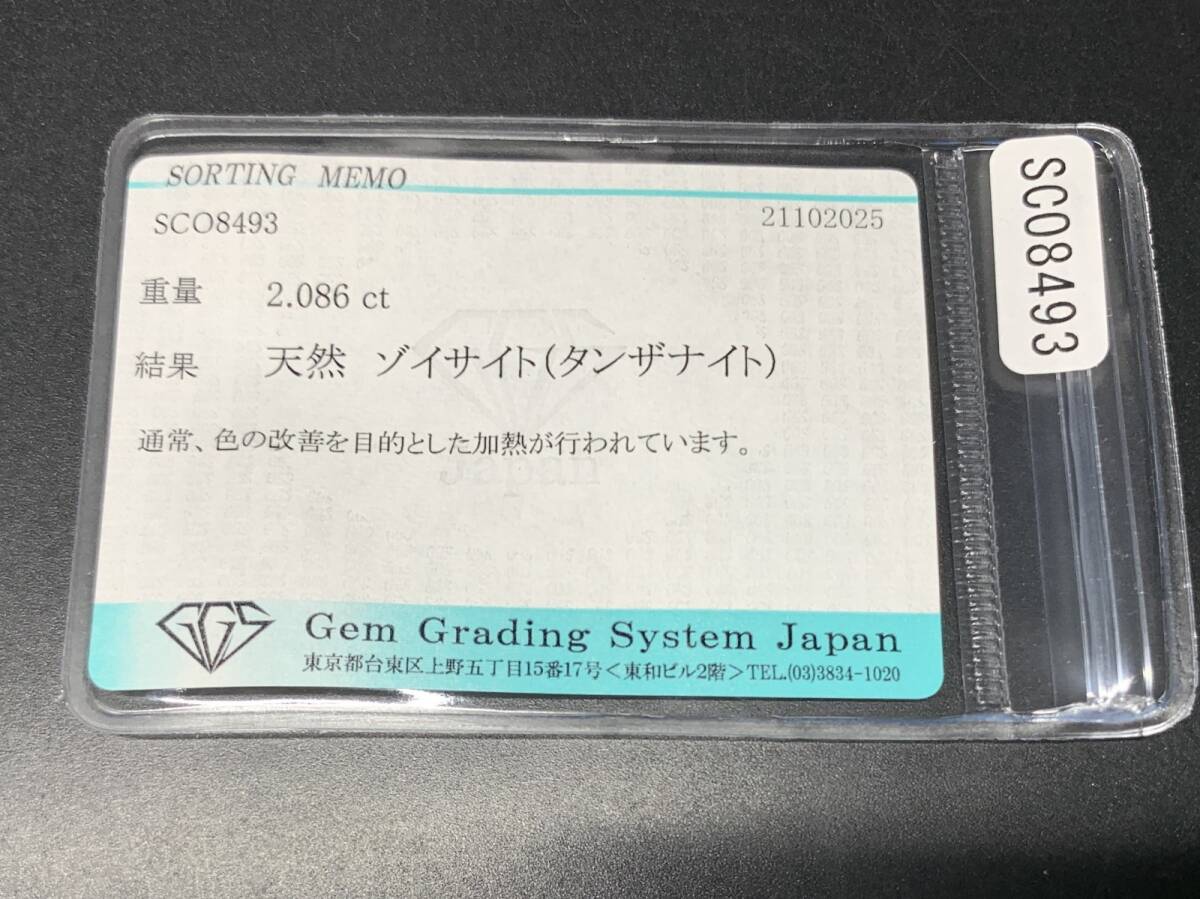 SORTING MEMO
SCO8493 21102025
重量 2.086 ct
結果 天然 ゾイサイト(タンザナイト)
通常、色の改善を目的とした加熱が行われています。
Japan
GGS Gem Grading System Japan
東京都台東区上野五丁目15番17号<東和ビル2階>TEL.(03)3834-1020
SCO8493